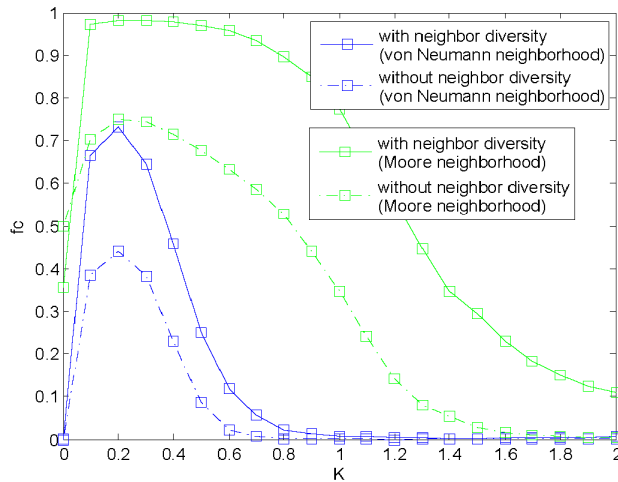 1
0.9
0.8
0.7
0.6
0.5
0.4
0.3
0.2
0.1
0
fc
with neighbor diversity
(von Neumann neighborhood)
without neighbor diversity
(von Neumann neighborhood)
with neighbor diversity
(Moore neighborhood)
without neighbor diversity
(Moore neighborhood)
0 0.2 0.4 0.6 0.8 1 1.2 1.4 1.6 1.8 2
K